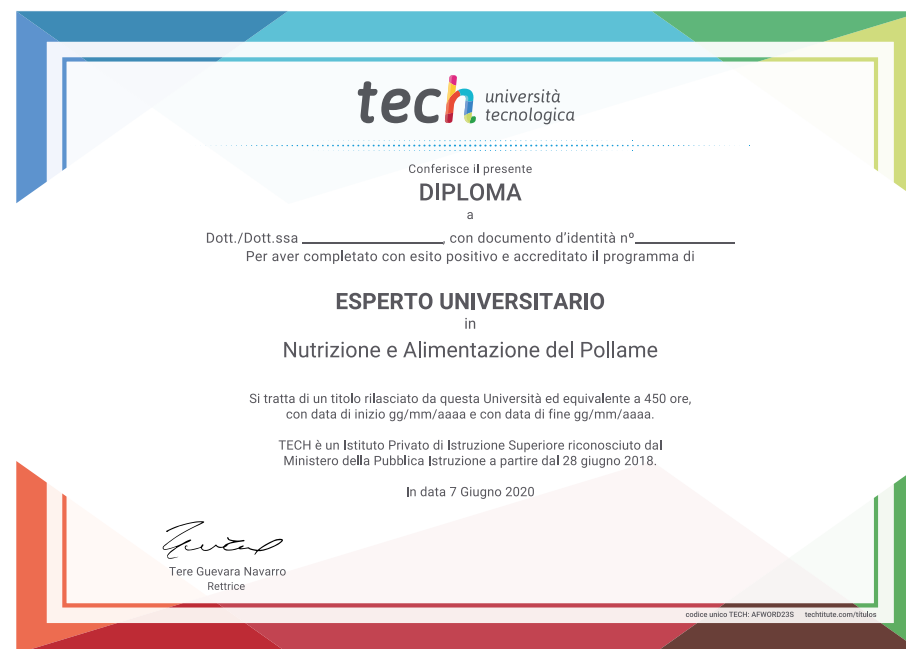 tech università
tecnologica
Conferisce il presente
DIPLOMA
a
Dott./Dott.ssa ________________, con documento d'identità nº____________
Per aver completato con esito positivo e accreditato il programma di
ESPERTO UNIVERSITARIO
in
Nutrizione e Alimentazione del Pollame
Si tratta di un titolo rilasciato da questa Università ed equivalente a 450 ore,
con data di inizio gg/mm/aaaa e con data di fine gg/mm/aaaa.
TECH è un Istituto Privato di Istruzione Superiore riconosciuto dal
Ministero della Pubblica Istruzione a partire dal 28 giugno 2018.
In data 7 Giugno 2020
Tere Guevara Navarro
Rettrice
codice unico TECH: AFWORD23S techtitute.com/titulos